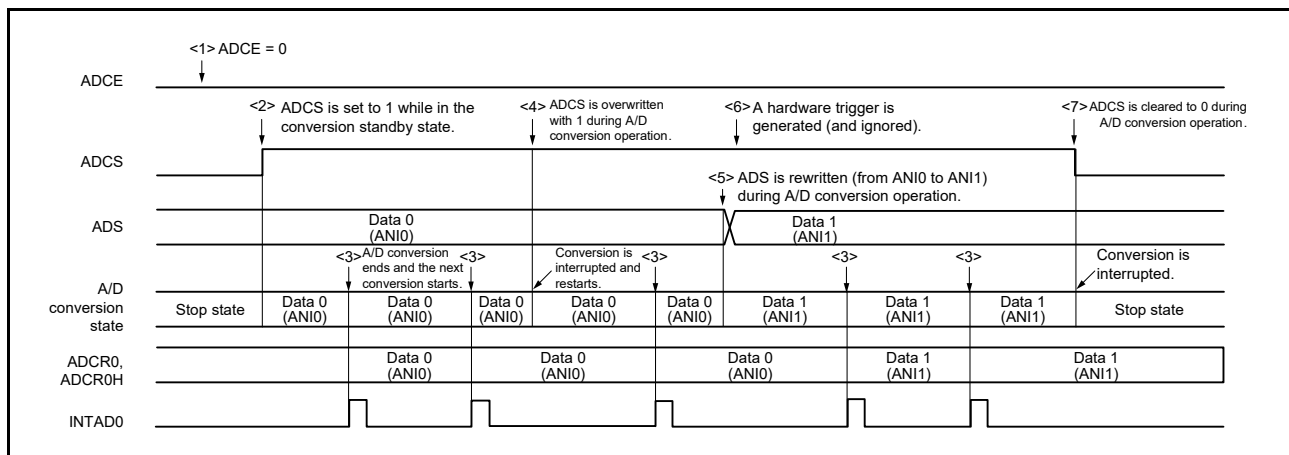 <1> ADCE = 0
ADCE
<2> ADCS is set to 1 while in the
conversion standby state.
<4> ADCS is overwritten
with 1 during A/D
conversion operation.
<6> A hardware trigger is
generated (and ignored).
<7> ADCS is cleared to 0 during
A/D conversion operation.
ADCS
<5> ADS is rewritten (from ANI0 to ANI1)
during A/D conversion operation.
ADS
Data 0
(ANI0)
Data 1
(ANI1)
<3> A/D conversion
ends and the next
conversion starts.
<3>
Conversion is
interrupted and
restarts.
<3>
<3>
<3>
Conversion is
interrupted.
A/D
conversion
state
Stop state
Data 0
(ANI0)
Data 0
(ANI0)
Data 0
(ANI0)
Data 0
(ANI0)
Data 0
(ANI0)
Data 1
(ANI1)
Data 1
(ANI1)
Data 1
(ANI1)
Stop state
ADCR0,
ADCR0H
Data 0
(ANI0)
Data 0
(ANI0)
Data 0
(ANI0)
Data 1
(ANI1)
Data 1
(ANI1)
INTAD0